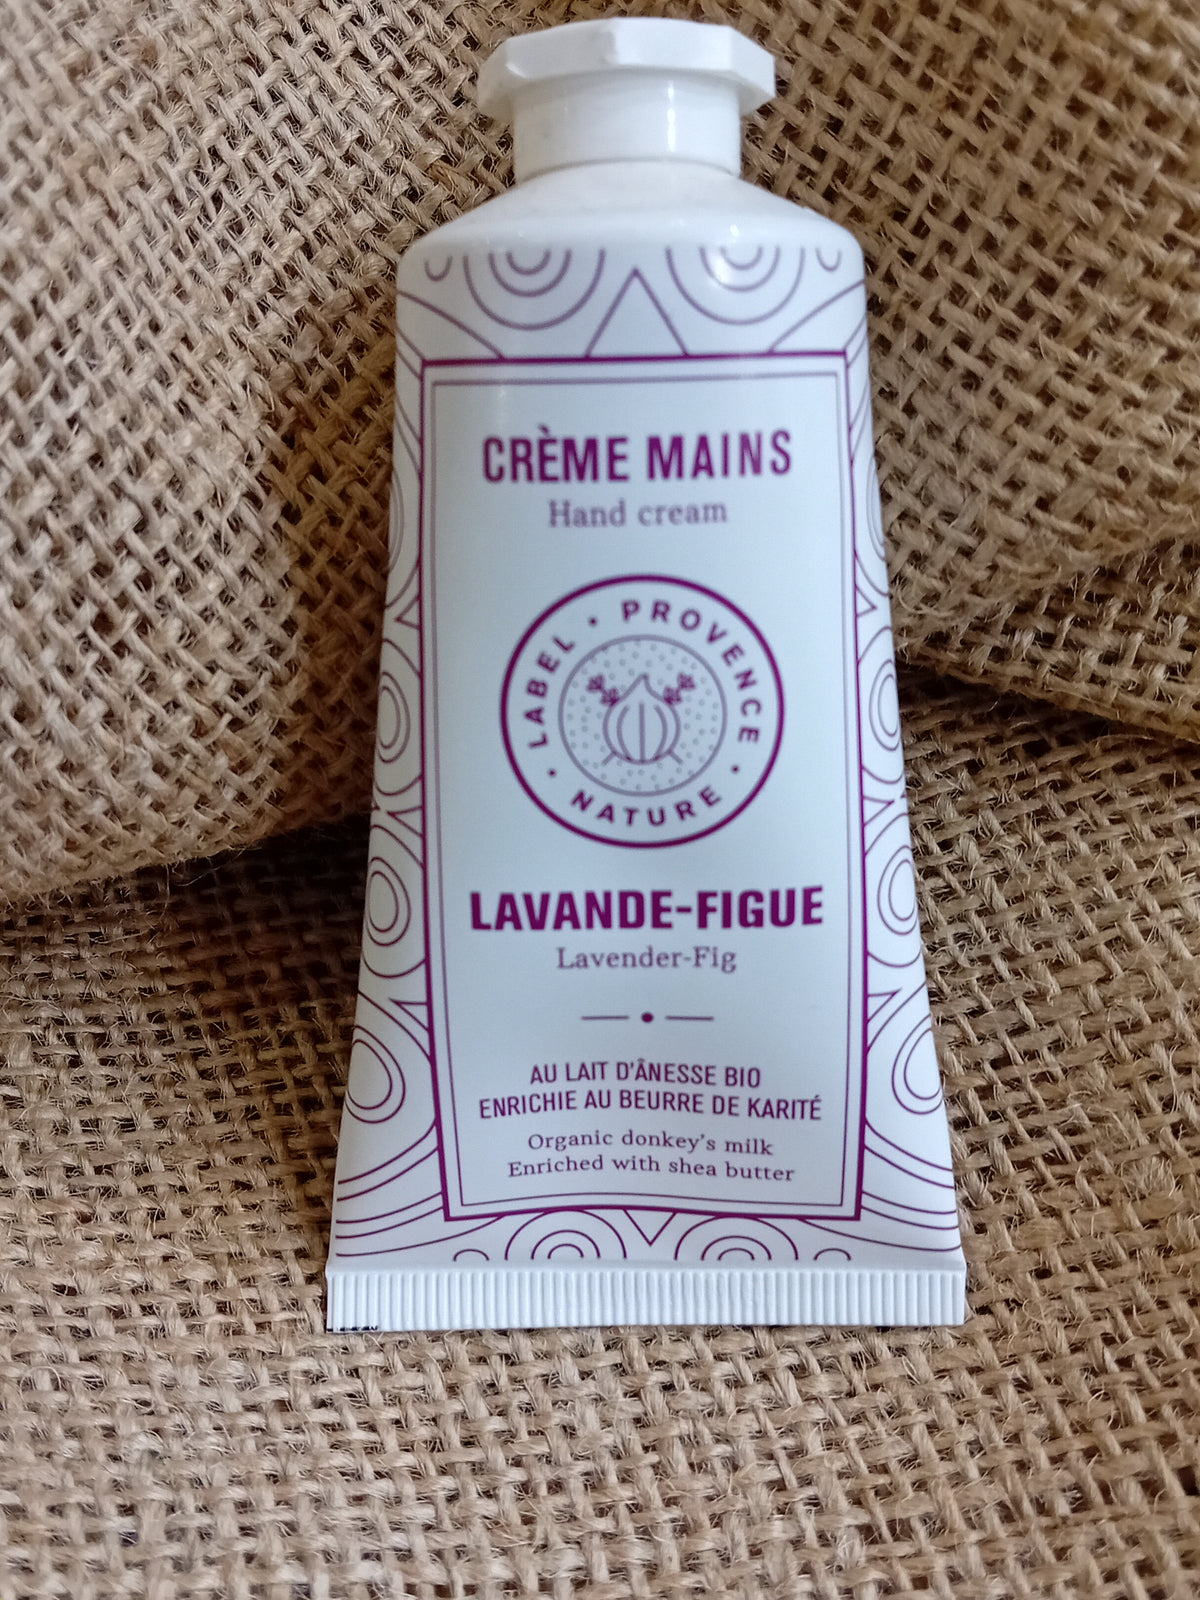 CRÈME MAINS
Hand cream
LABEL • PROVENCE • NATURE •
LAVANDE-FIGUE
Lavender-Fig
AU LAIT D'ÂNESSE BIO
ENRICHIE AU BEURRE DE KARITÉ
Organic donkey's milk
Enriched with shea butter